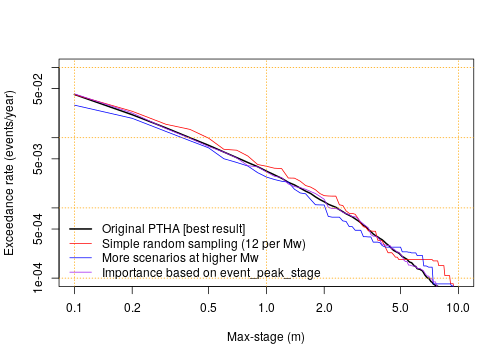 Exceedance rate (events/year)
5e-02
5e-03
5e-04
1e-04
Original PTHA [best result]
Simple random sampling (12 per Mw)
More scenarios at higher Mw
Importance based on event_peak_stage
0.1 0.2 0.5 1.0 2.0 5.0 10.0
Max-stage (m)